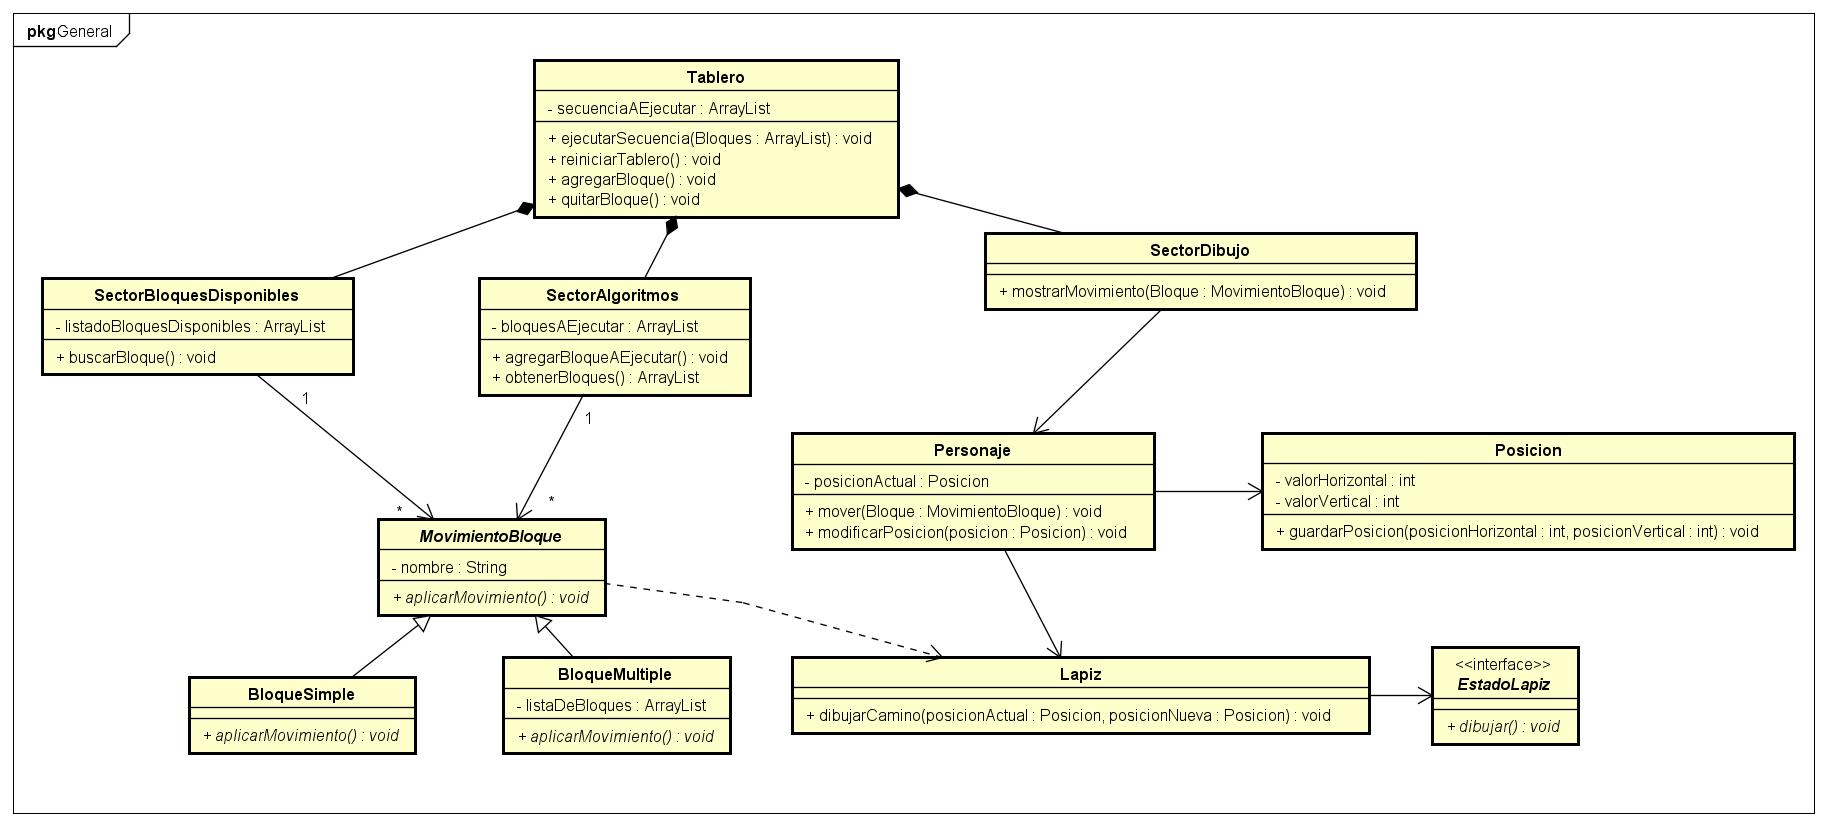 pkg General
Tablero
- secuenciaAEjecutar : ArrayList
+ ejecutarSecuencia(Bloques : ArrayList) : void
+ reiniciarTablero() : void
+ agregarBloque() : void
+ quitarBloque() : void
SectorBloquesDisponibles
- listadoBloquesDisponibles : ArrayList
+ buscarBloque() : void
SectorAlgoritmos
- bloquesAEjecutar : ArrayList
+ agregarBloqueAEjecutar() : void
+ obtenerBloques() : ArrayList
SectorDibujo
+ mostrarMovimiento(Bloque : MovimientoBloque) : void
1
1
*
*
Personaje
- posicionActual : Posicion
+ mover(Bloque : MovimientoBloque) : void
+ modificarPosicion(posicion : Posicion) : void
Posicion
- valorHorizontal : int
- valorVertical : int
+ guardarPosicion(posicionHorizontal : int, posicionVertical : int) : void
MovimientoBloque
- nombre : String
+ aplicarMovimiento() : void
BloqueSimple
+ aplicarMovimiento() : void
BloqueMultiple
- listaDeBloques : ArrayList
+ aplicarMovimiento() : void
Lapiz
+ dibujarCamino(posicionActual : Posicion, posicionNueva : Posicion) : void
<<interface>>
EstadoLapiz
+ dibujar() : void